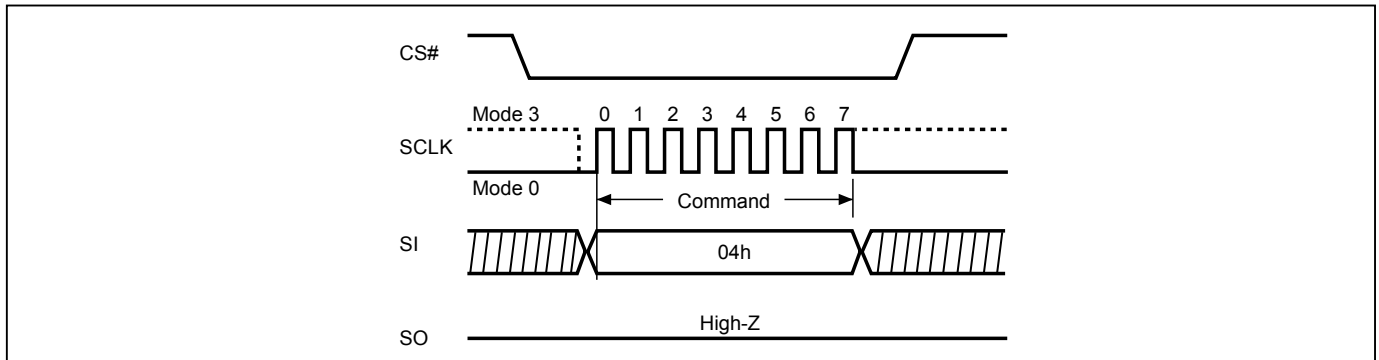 CS#
Mode 3 0 1 2 3 4 5 6 7
SCLK
Mode 0
Command
SI
04h
High-Z
SO